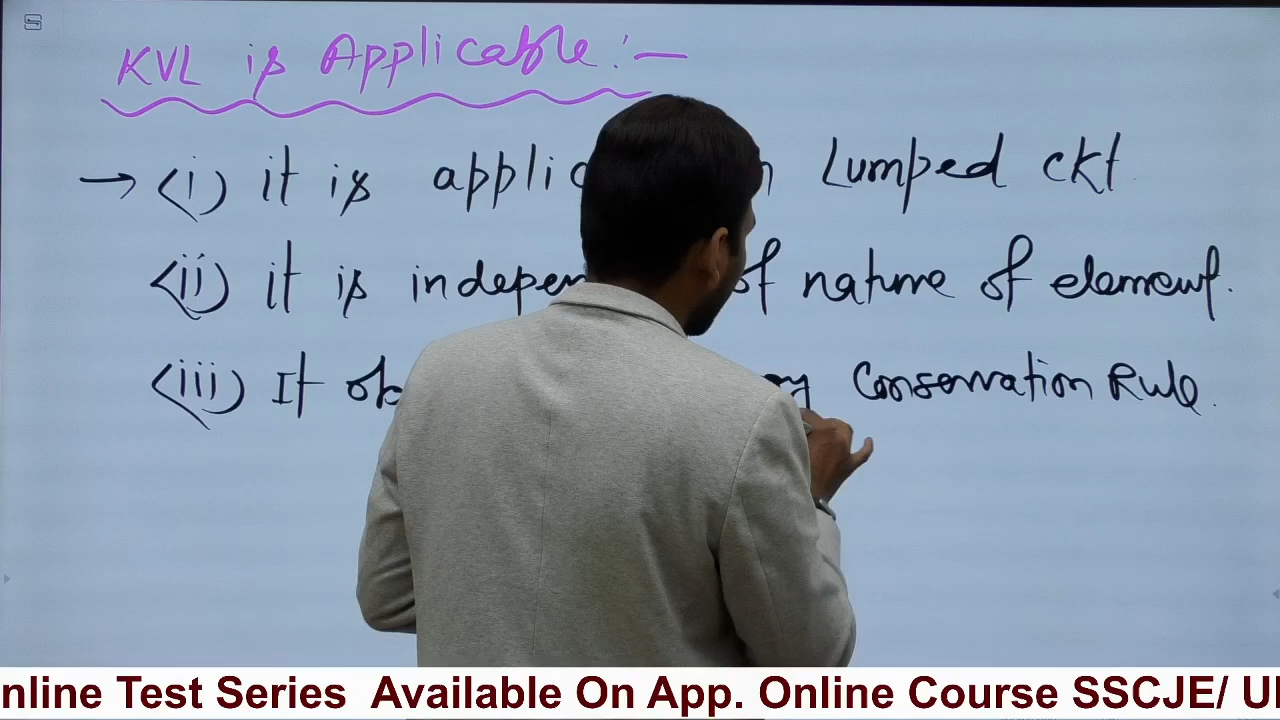 KVL is Applicable:-
→ (i) it is applic n Lumped ckt
(ii) it is indepen of nature of element.
(iii) It ob gy Conservation Rule.
nline Test Series Available On App. Online Course SSCJE/ U